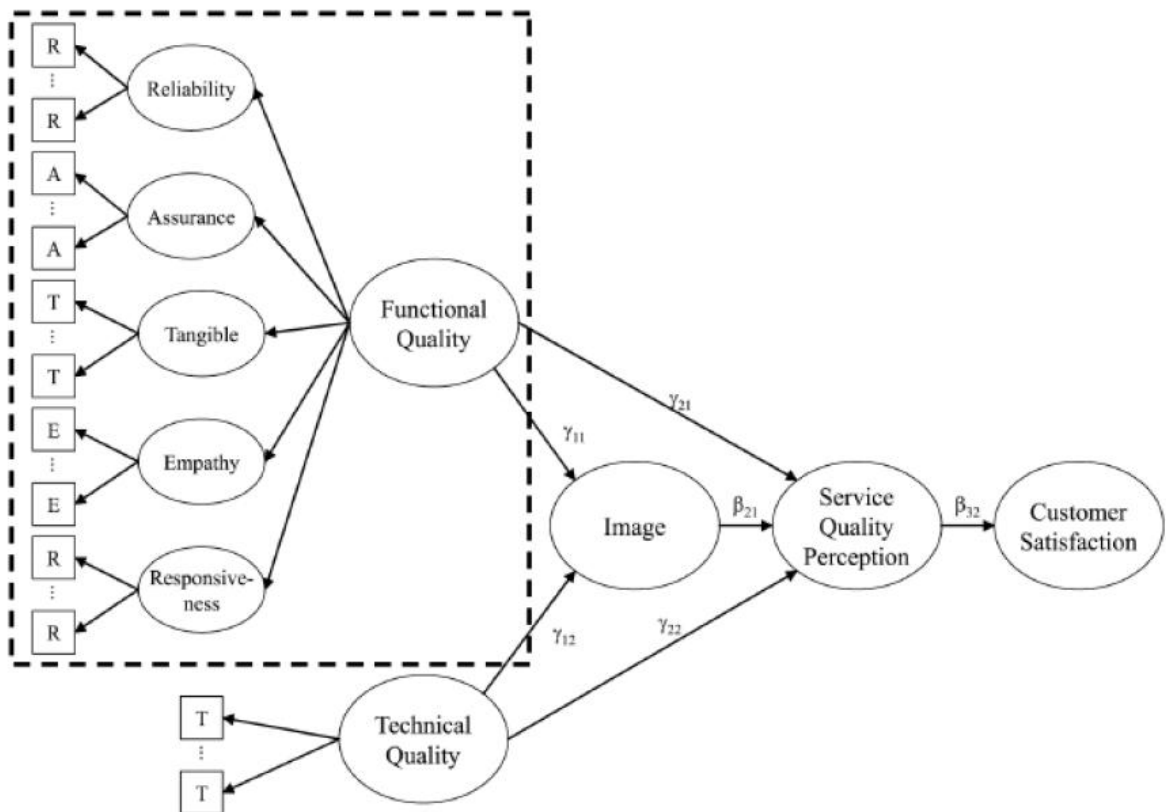 R
⋮
R
Reliability
A
⋮
A
Assurance
T
⋮
T
Tangible
E
⋮
E
Empathy
R
⋮
R
Responsive-
ness
Functional
Quality
γ21
γ11
Image
β21
Service
Quality
Perception
β32
Customer
Satisfaction
γ12
γ22
T
⋮
T
Technical
Quality